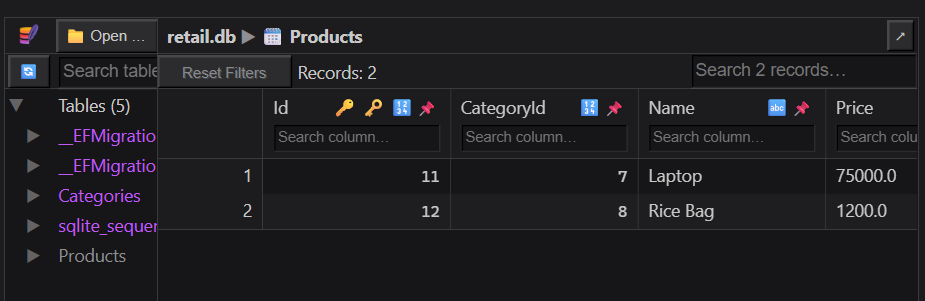 Open ...
retail.db ▶ Products
Search table
Reset Filters
Records: 2
Search 2 records...
Tables (5)
__EFMigratio
__EFMigratio
Categories
sqlite_sequen
Products
Id
CategoryId
Name
Price
Search column...
Search column...
Search column...
Search colu
1 11 7 Laptop 75000.0
2 12 8 Rice Bag 1200.0